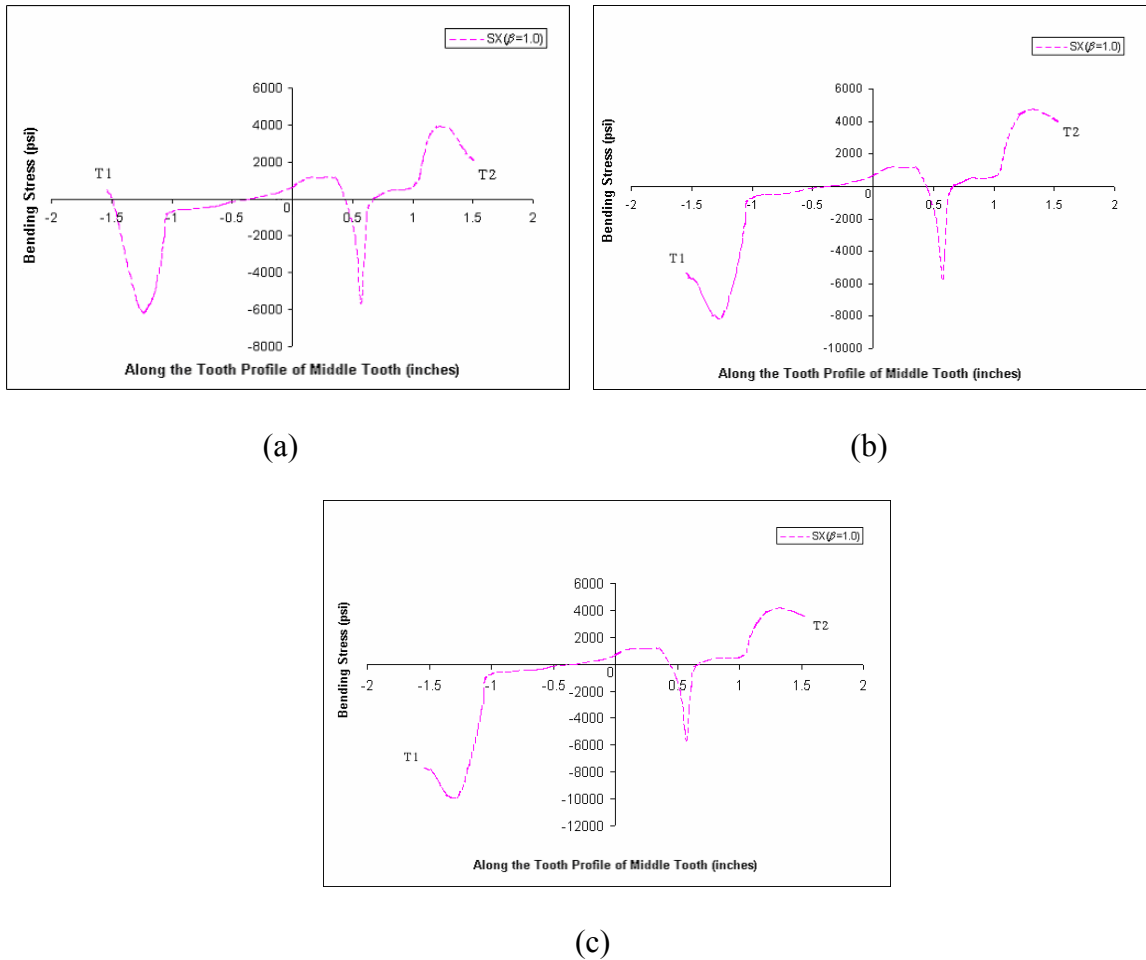 SX(β=1.0)
6000
4000
2000
0
-2000
-4000
-6000
-8000
-2 -1.5 -1 -0.5 0 0.5 1 1.5 2
T1
T2
Bending Stress (psi)
Along the Tooth Profile of Middle Tooth (inches)
(a)
SX(β=1.0)
6000
4000
2000
0
-2000
-4000
-6000
-8000
-10000
-2 -1.5 -1 -0.5 0 0.5 1 1.5 2
T1
T2
Bending Stress (psi)
Along the Tooth Profile of Middle Tooth (inches)
(b)
SX(β=1.0)
6000
4000
2000
0
-2000
-4000
-6000
-8000
-10000
-12000
-2 -1.5 -1 -0.5 0 0.5 1 1.5 2
T1
T2
Bending Stress (psi)
Along the Tooth Profile of Middle Tooth (inches)
(c)